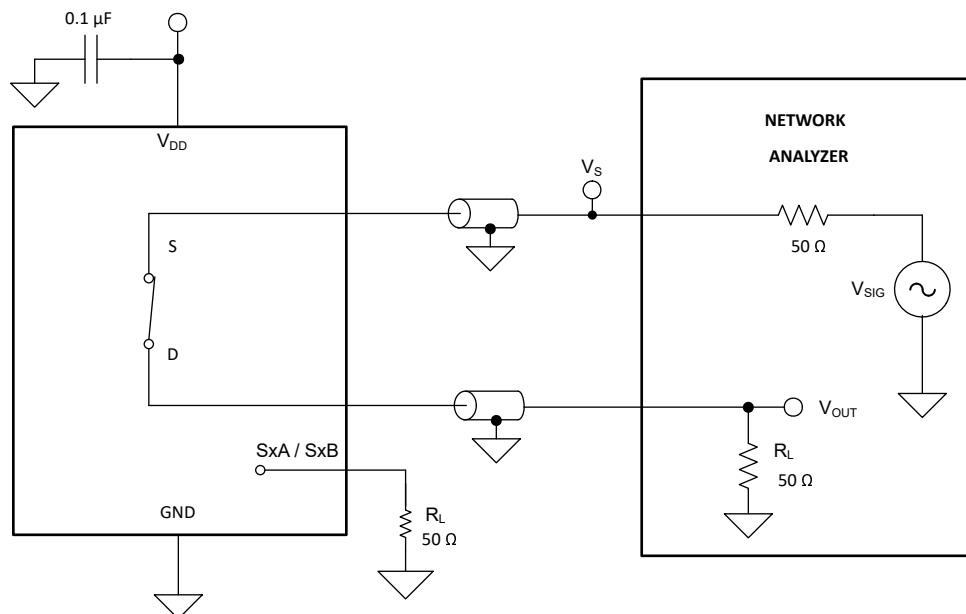 0.1 µF
VDD
NETWORK
ANALYZER
VS
S
50 Ω
VSIG
D
VOUT
SxA / SxB
RL
50 Ω
GND
RL
50 Ω